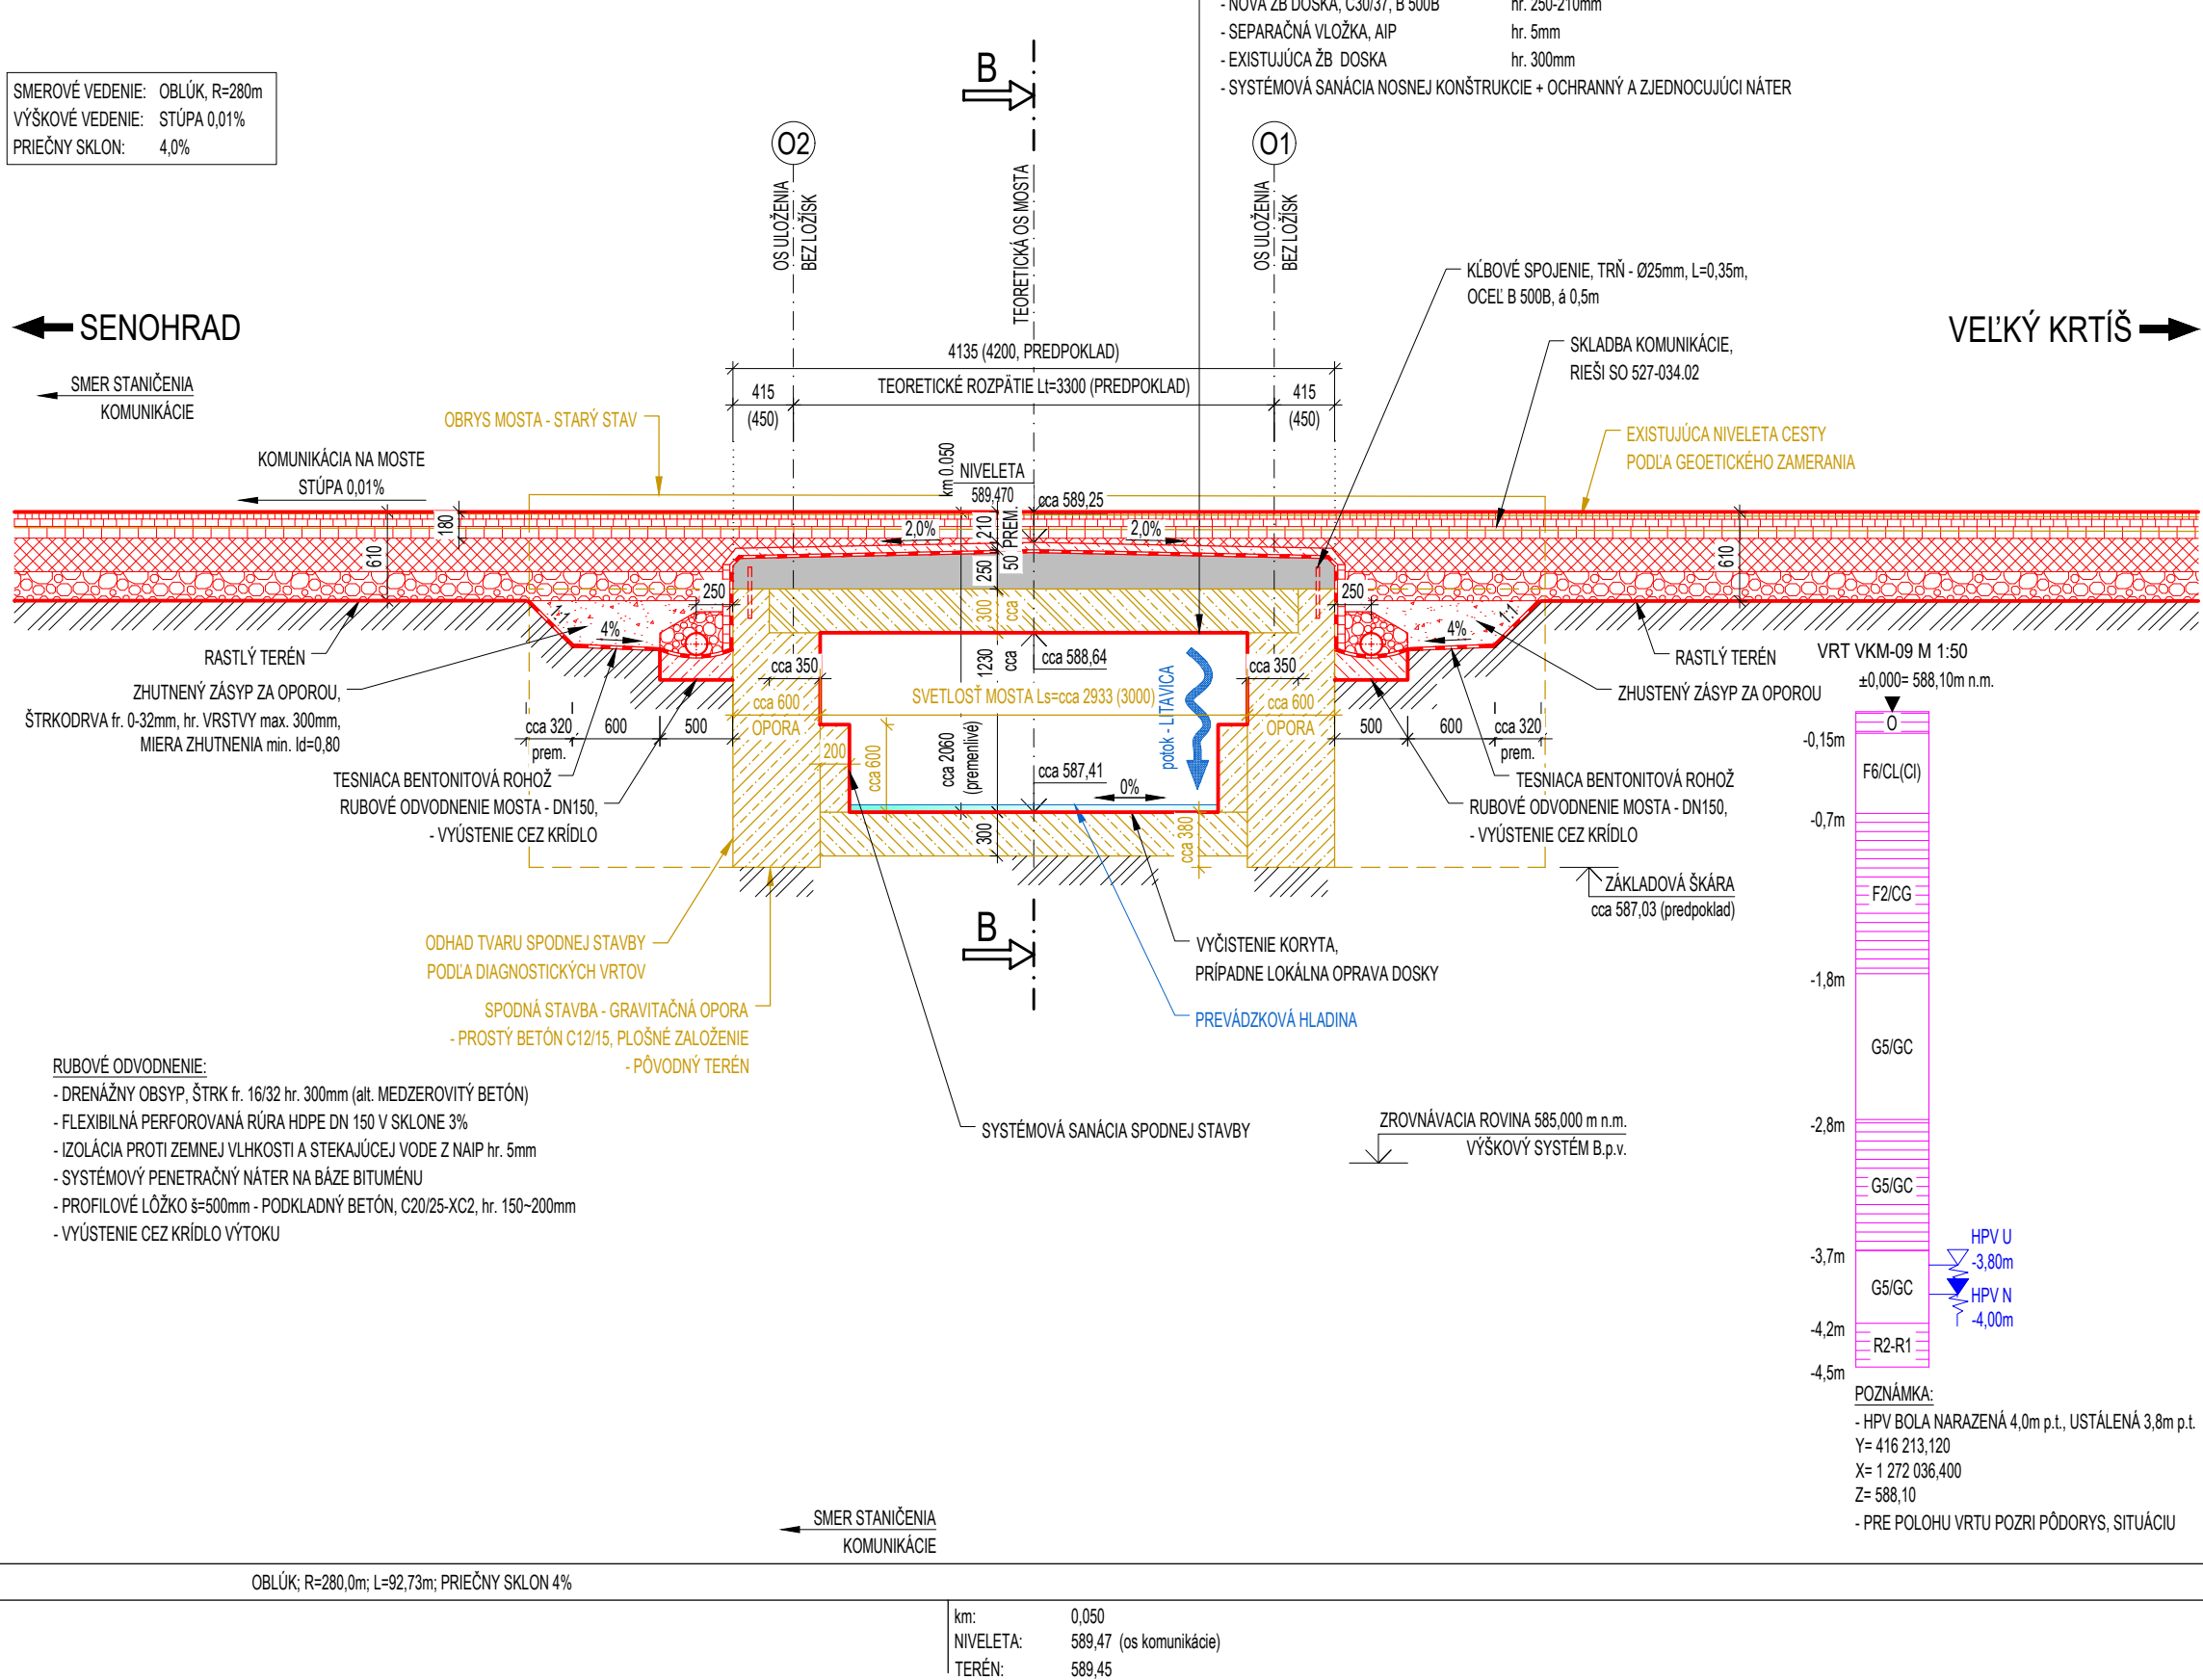 - NOVÁ ŽB DOSKA, C30/37, B 500B hr. 250-210mm
- SEPARAČNÁ VLOŽKA, AIP hr. 5mm
- EXISTUJÚCA ŽB DOSKA hr. 300mm
- SYSTÉMOVÁ SANÁCIA NOSNEJ KONŠTRUKCIE + OCHRANNÝ A ZJEDNOCUJÚCI NÁTER
SMEROVÉ VEDENIE: OBLÚK, R=280m
VÝŠKOVÉ VEDENIE: STÚPA 0,01%
PRIEČNY SKLON: 4,0%
B
O2
O1
OS ULOŽENIA
BEZ LOŽÍSK
TEORETICKÁ OS MOSTA
OS ULOŽENIA
BEZ LOŽÍSK
KĹBOVÉ SPOJENIE, TRŇ - Ø25mm, L=0,35m,
OCEĽ B 500B, á 0,5m
SENOHRAD
VEĽKÝ KRTÍŠ
SKLADBA KOMUNIKÁCIE,
RIEŠI SO 527-034.02
4135 (4200, PREDPOKLAD)
TEORETICKÉ ROZPÄTIE Lt=3300 (PREDPOKLAD)
415
(450)
415
(450)
SMER STANIČENIA
KOMUNIKÁCIE
OBRYS MOSTA - STARÝ STAV
EXISTUJÚCA NIVELETA CESTY
PODĽA GEOETICKÉHO ZAMERANIA
KOMUNIKÁCIA NA MOSTE
STÚPA 0,01%
km 0.050
NIVELETA
589,470
cca 589,25
180
610
2,0%
210
50 PREM.
2,0%
610
250
250
250
300
cca
1:1
4%
4%
1:1
RASTLÝ TERÉN
RASTLÝ TERÉN
ZHUTNENÝ ZÁSYP ZA OPOROU,
ŠTRKODRVA fr. 0-32mm, hr. VRSTVY max. 300mm,
MIERA ZHUTNENIA min. Id=0,80
ZHUSTENÝ ZÁSYP ZA OPOROU
cca 350
1230
cca
cca 588,64
cca 350
SVETLOSŤ MOSTA Ls=cca 2933 (3000)
potok - LITAVICA
cca 600
OPORA
cca 600
OPORA
cca 320
prem.
600
500
500
600
cca 320
prem.
200
cca 600
cca 2060
(premenlivé)
cca 587,41
0%
300
cca 380
TESNIACA BENTONITOVÁ ROHOŽ
RUBOVÉ ODVODNENIE MOSTA - DN150,
- VYÚSTENIE CEZ KRÍDLO
TESNIACA BENTONITOVÁ ROHOŽ
RUBOVÉ ODVODNENIE MOSTA - DN150,
- VYÚSTENIE CEZ KRÍDLO
ZÁKLADOVÁ ŠKÁRA
cca 587,03 (predpoklad)
VRT VKM-09 M 1:50
±0,000= 588,10m n.m.
O
-0,15m
F6/CL(CI)
-0,7m
F2/CG
-1,8m
G5/GC
-2,8m
G5/GC
-3,7m
HPV U
-3,80m
G5/GC
HPV N
-4,00m
-4,2m
R2-R1
-4,5m
B
ODHAD TVARU SPODNEJ STAVBY
PODĽA DIAGNOSTICKÝCH VRTOV
VYČISTENIE KORYTA,
PRÍPADNE LOKÁLNA OPRAVA DOSKY
SPODNÁ STAVBA - GRAVITAČNÁ OPORA
- PROSTÝ BETÓN C12/15, PLOŠNÉ ZALOŽENIE
- PÔVODNÝ TERÉN
PREVÁDZKOVÁ HLADINA
RUBOVÉ ODVODNENIE:
- DRENÁŽNY OBSYP, ŠTRK fr. 16/32 hr. 300mm (alt. MEDZEROVITÝ BETÓN)
- FLEXIBILNÁ PERFOROVANÁ RÚRA HDPE DN 150 V SKLONE 3%
- IZOLÁCIA PROTI ZEMNEJ VLHKOSTI A STEKAJÚCEJ VODE Z NAIP hr. 5mm
- SYSTÉMOVÝ PENETRAČNÝ NÁTER NA BÁZE BITUMÉNU
- PROFILOVÉ LÔŽKO š=500mm - PODKLADNÝ BETÓN, C20/25-XC2, hr. 150~200mm
- VYÚSTENIE CEZ KRÍDLO VÝTOKU
SYSTÉMOVÁ SANÁCIA SPODNEJ STAVBY
ZROVNÁVACIA ROVINA 585,000 m n.m.
VÝŠKOVÝ SYSTÉM B.p.v.
POZNÁMKA:
- HPV BOLA NARAZENÁ 4,0m p.t., USTÁLENÁ 3,8m p.t.
Y= 416 213,120
X= 1 272 036,400
Z= 588,10
- PRE POLOHU VRTU POZRI PÔDORYS, SITUÁCIU
SMER STANIČENIA
KOMUNIKÁCIE
OBLÚK; R=280,0m; L=92,73m; PRIEČNY SKLON 4%
km: 0,050
NIVELETA: 589,47 (os komunikácie)
TERÉN: 589,45